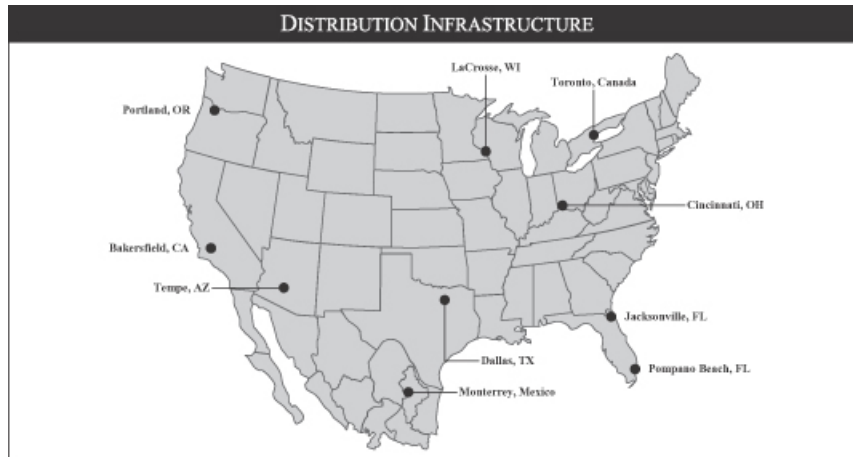 DISTRIBUTION INFRASTRUCTURE
LaCrosse, WI
Toronto, Canada
Portland, OR
Cincinnati, OH
Bakersfield, CA
Tempe, AZ
Jacksonville, FL
Dallas, TX
Pompano Beach, FL
Monterrey, Mexico